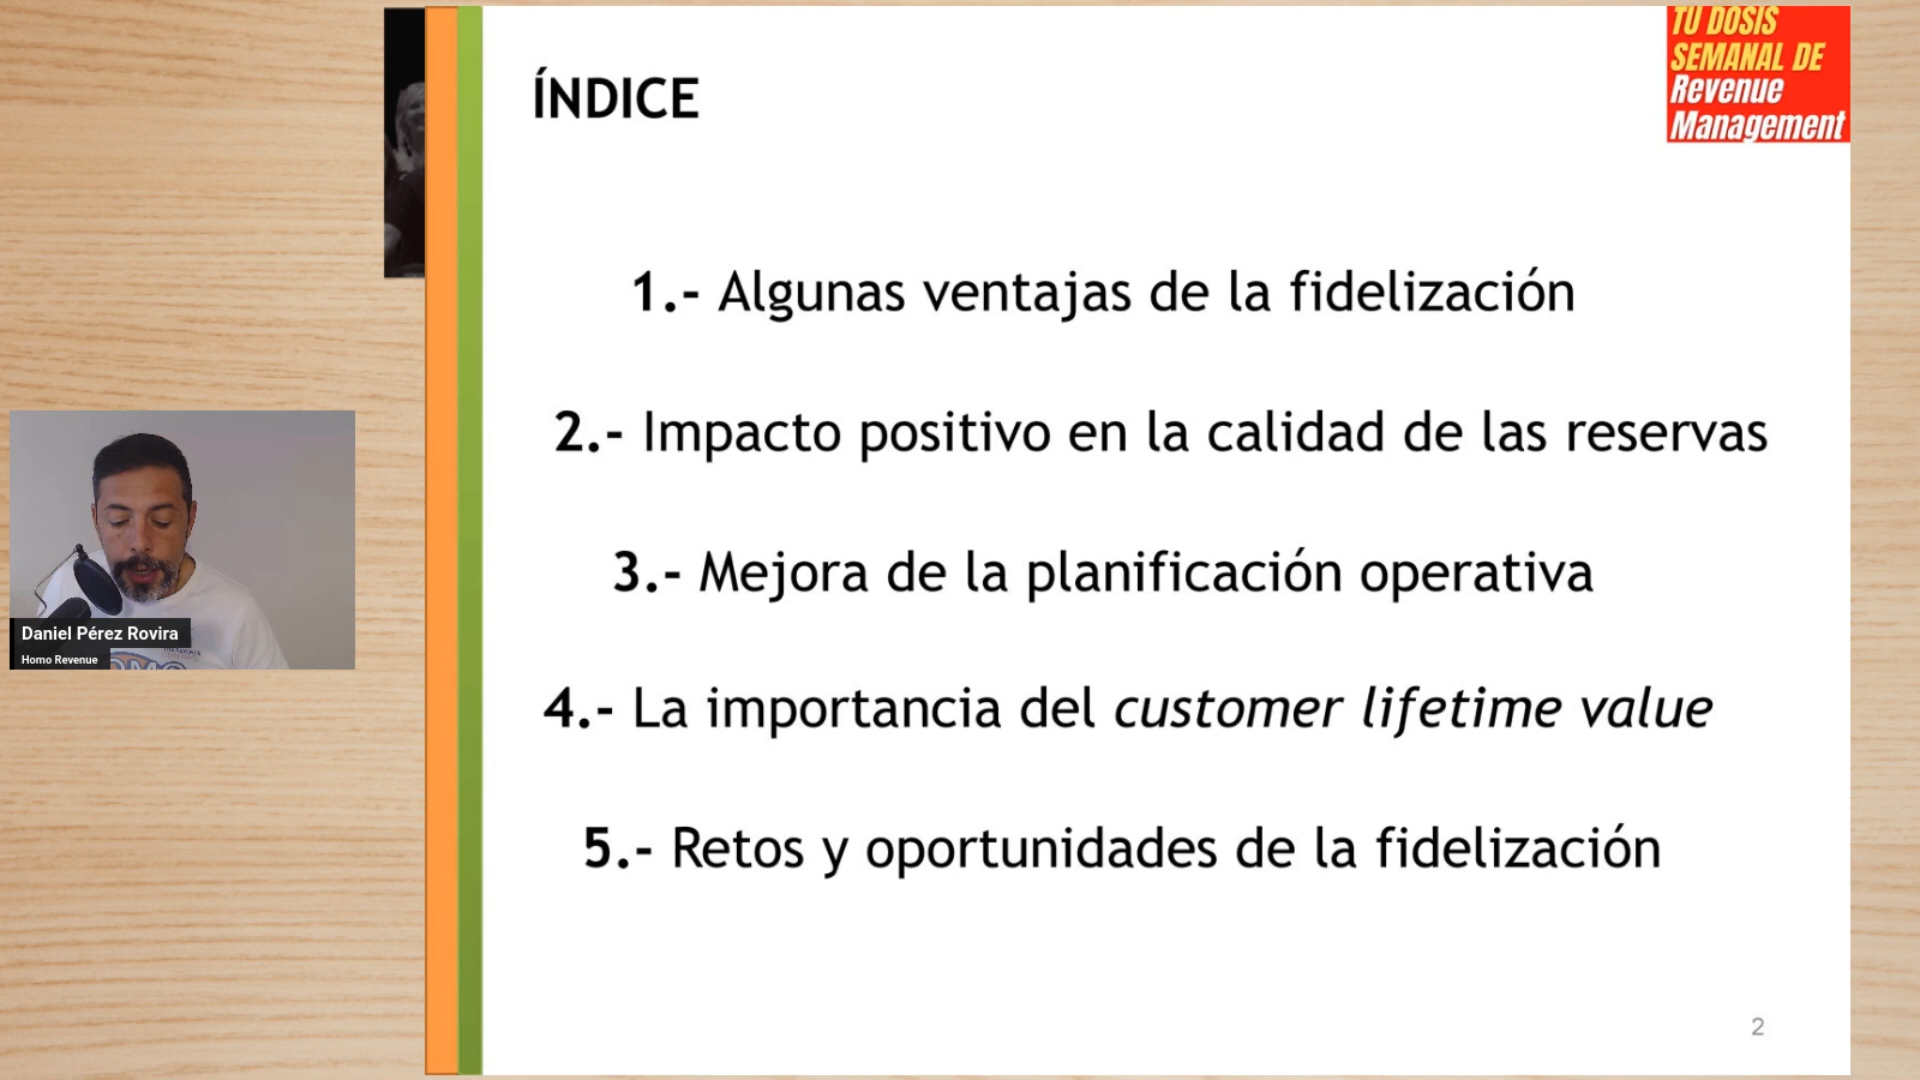 ÍNDICE
TU DOSIS
SEMANAL DE
Revenue
Management
1.- Algunas ventajas de la fidelización
2.- Impacto positivo en la calidad de las reservas
3.- Mejora de la planificación operativa
4.- La importancia del customer lifetime value
5.- Retos y oportunidades de la fidelización
Daniel Pérez Rovira
Homo Revenue
2